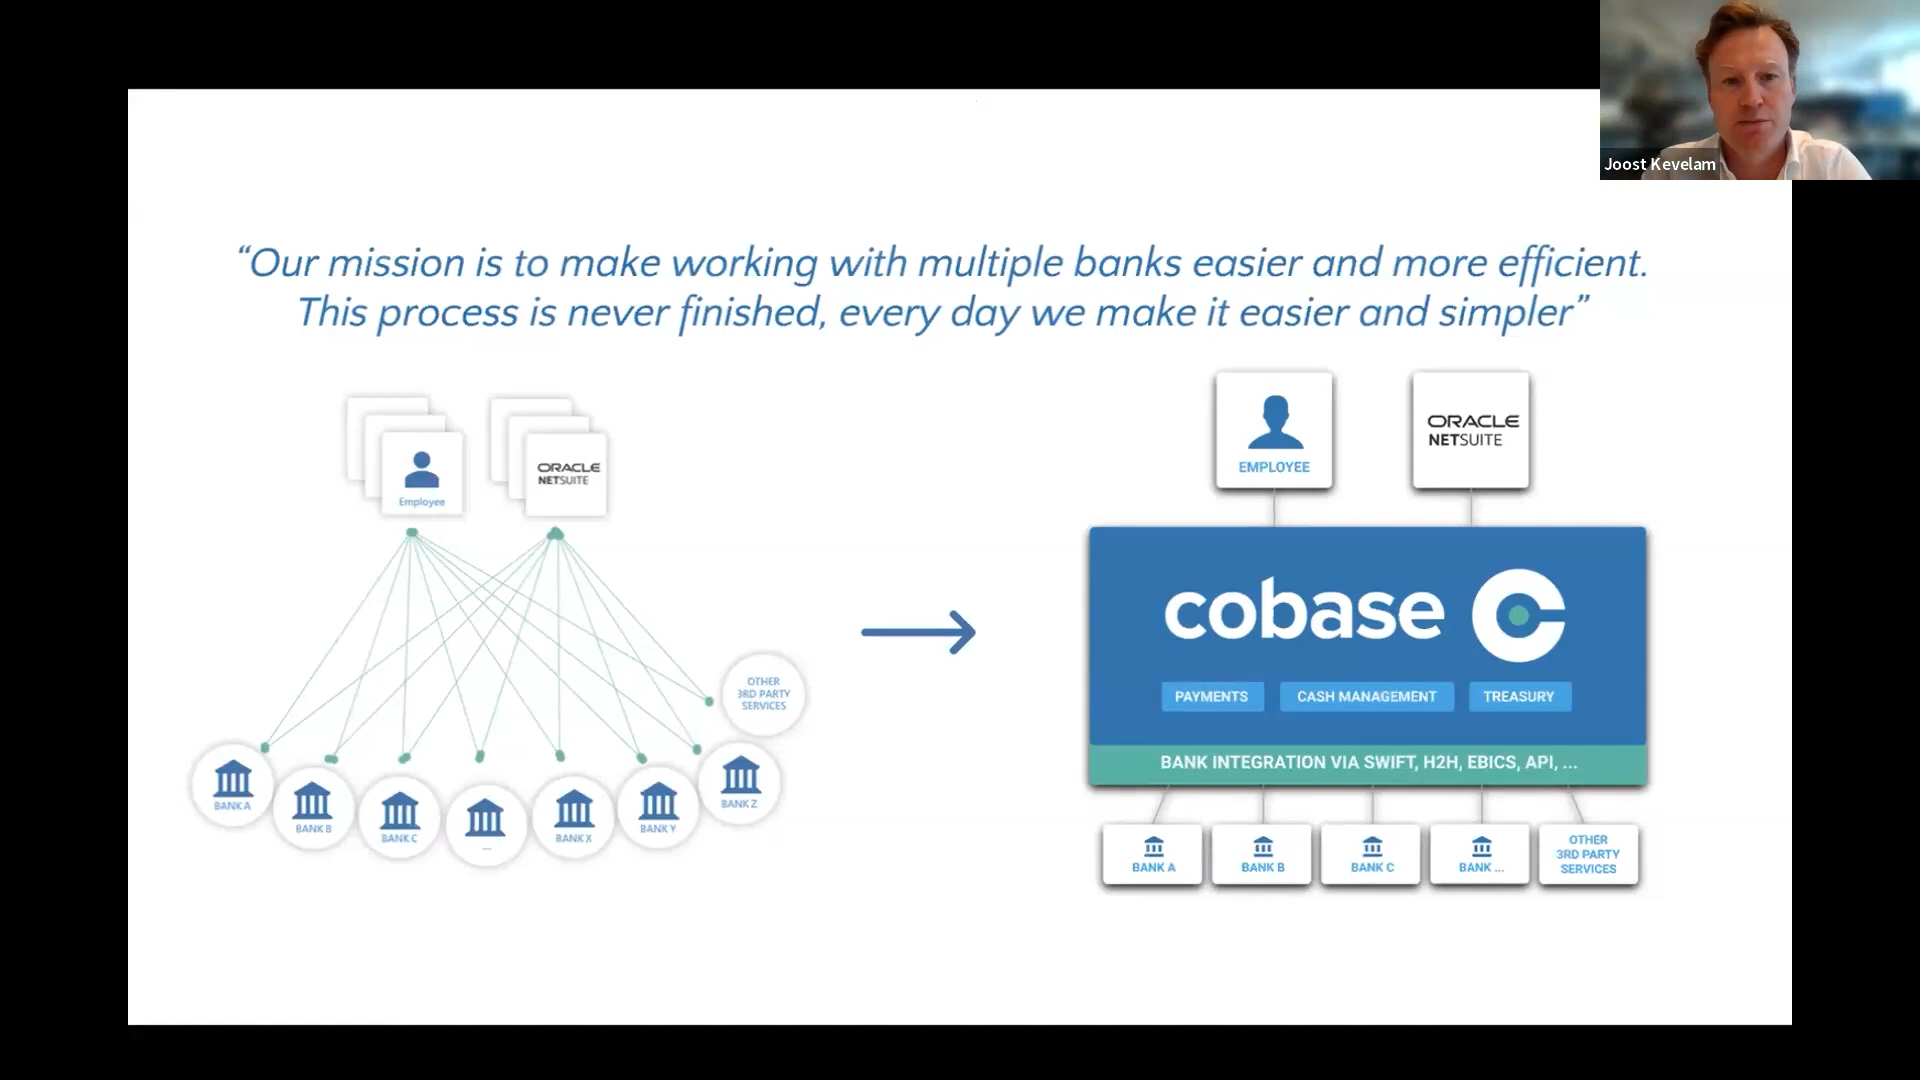 Joost Kevelam
“Our mission is to make working with multiple banks easier and more efficient.
This process is never finished, every day we make it easier and simpler”
Employee
ORACLE
NETSUITE
OTHER
3RD PARTY
SERVICES
BANK A
BANK B
BANK C
...
BANK X
BANK Y
BANK Z
EMPLOYEE
ORACLE
NETSUITE
cobase
PAYMENTS
CASH MANAGEMENT
TREASURY
BANK INTEGRATION VIA SWIFT, H2H, EBICS, API, ...
BANK A
BANK B
BANK C
BANK ...
OTHER
3RD PARTY
SERVICES